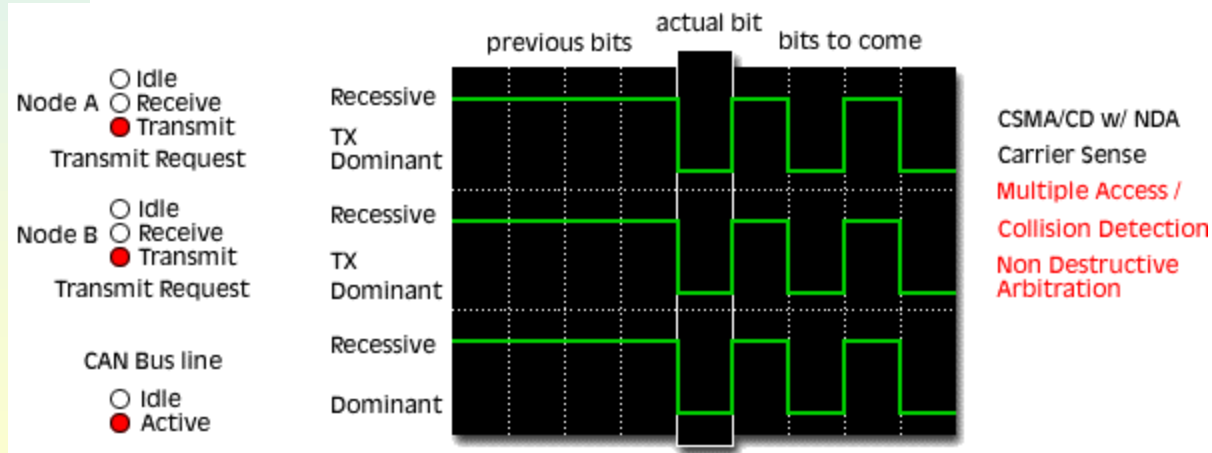 previous bits
actual bit
bits to come
Node A
Idle
Receive
Transmit
Transmit Request
Recessive
TX
Dominant
Node B
Idle
Receive
Transmit
Transmit Request
Recessive
TX
Dominant
CAN Bus line
Idle
Active
Recessive
Dominant
CSMA/CD w/ NDA
Carrier Sense
Multiple Access /
Collision Detection
Non Destructive
Arbitration